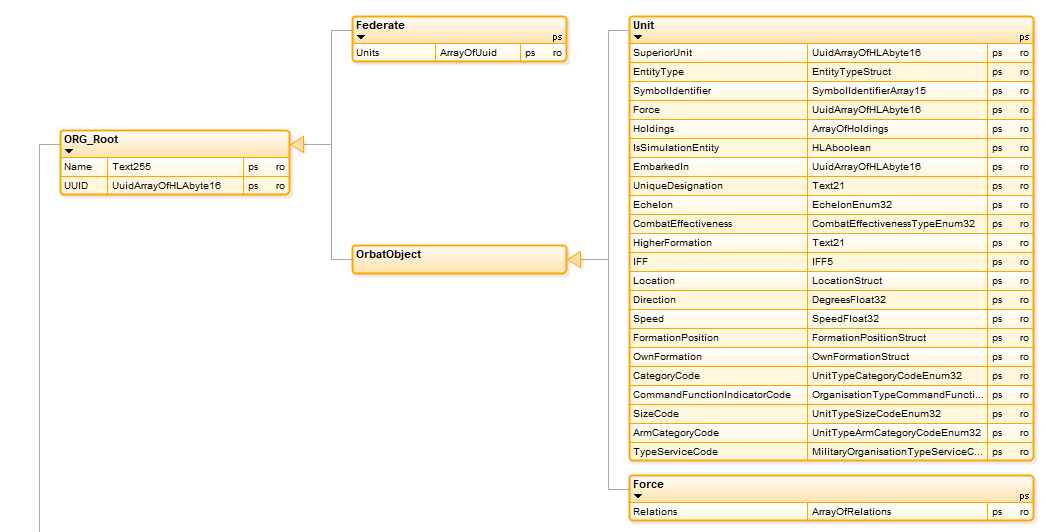 Federate
ps
Units ArrayOfUuid ps ro
Unit
ps
SuperiorUnit UuidArrayOfHLAbyte16 ps ro
EntityType EntityTypeStruct ps ro
SymbolIdentifier SymbolIdentifierArray15 ps ro
Force UuidArrayOfHLAbyte16 ps ro
Holdings ArrayOfHoldings ps ro
IsSimulationEntity HLAboolean ps ro
EmbarkedIn UuidArrayOfHLAbyte16 ps ro
UniqueDesignation Text21 ps ro
Echelon EchelonEnum32 ps ro
CombatEffectiveness CombatEffectivenessTypeEnum32 ps ro
HigherFormation Text21 ps ro
IFF IFF5 ps ro
Location LocationStruct ps ro
Direction DegreesFloat32 ps ro
Speed SpeedFloat32 ps ro
FormationPosition FormationPositionStruct ps ro
OwnFormation OwnFormationStruct ps ro
CategoryCode UnitTypeCategoryCodeEnum32 ps ro
CommandFunctionIndicatorCode OrganisationTypeCommandFuncti... ps ro
SizeCode UnitTypeSizeCodeEnum32 ps ro
ArmCategoryCode UnitTypeArmCategoryCodeEnum32 ps ro
TypeServiceCode MilitaryOrganisationTypeServiceC... ps ro
ORG_Root
Name Text255 ps ro
UUID UuidArrayOfHLAbyte16 ps ro
OrbatObject
Force
ps
Relations ArrayOfRelations ps ro